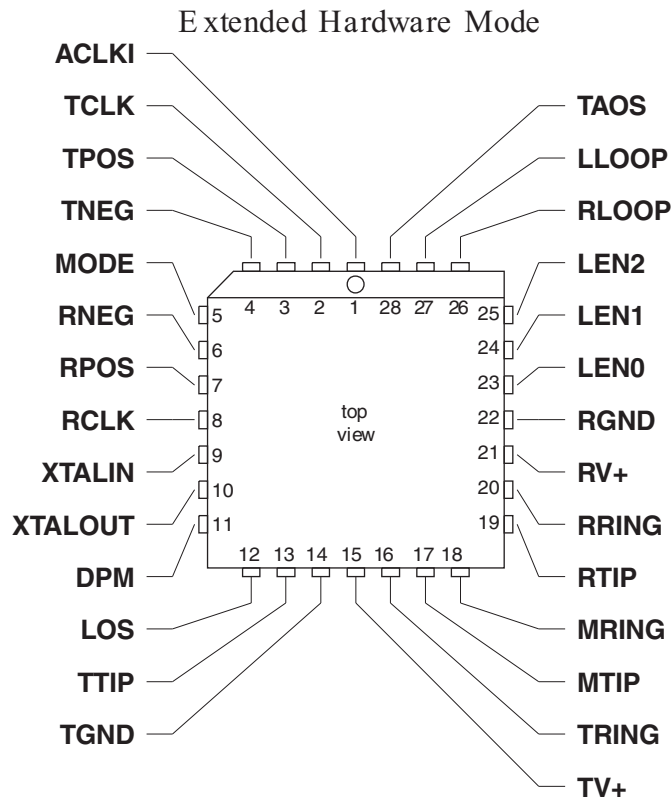 Extended Hardware Mode
ACLKI
TCLK
TPOS
TNEG
MODE
RNEG
RPOS
RCLK
XTALIN
XTALOUT
DPM
LOS
TTIP
TGND
TAOS
LLOOP
RLOOP
LEN2
LEN1
LEN0
RGND
RV+
RRING
RTIP
MRING
MTIP
TRING
TV+
4 3 2 1 28 27 26
5
6
7
8
9
10
11
25
24
23
22
21
20
19
top
view
12 13 14 15 16 17 18